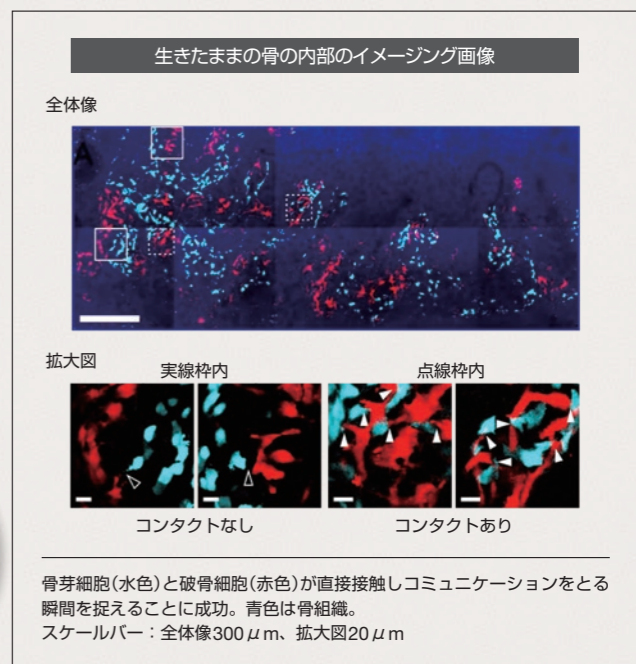 生きたままの骨の内部のイメージング画像
全体像
A
拡大図
実線枠内
点線枠内
コンタクトなし
コンタクトあり
骨芽細胞(水色)と破骨細胞(赤色)が直接接触しコミュニケーションをとる
瞬間を捉えることに成功。青色は骨組織。
スケールバー：全体像300μm、拡大図20μm